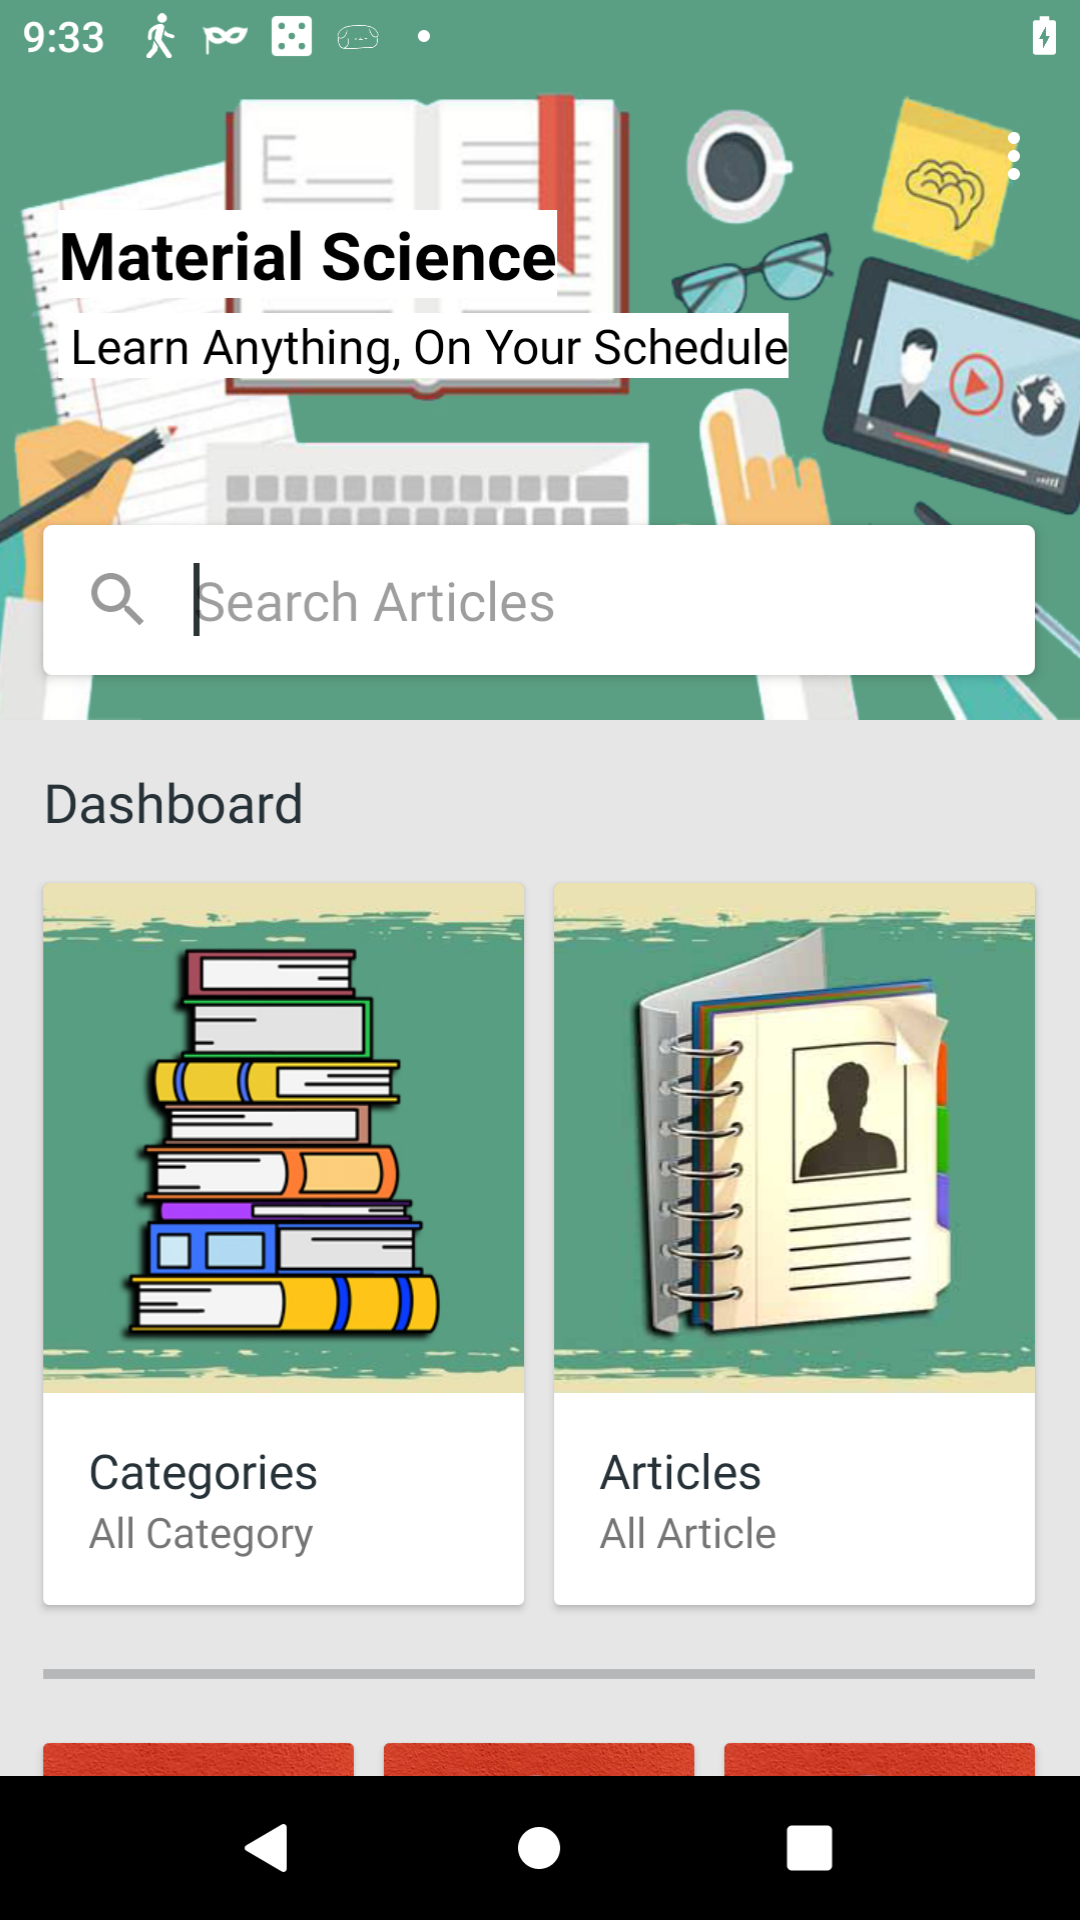 9:33
E
Material Science
Learn Anything, On Your Schedule
Search Articles
Dashboard
Categories
All Category
Articles
All Article